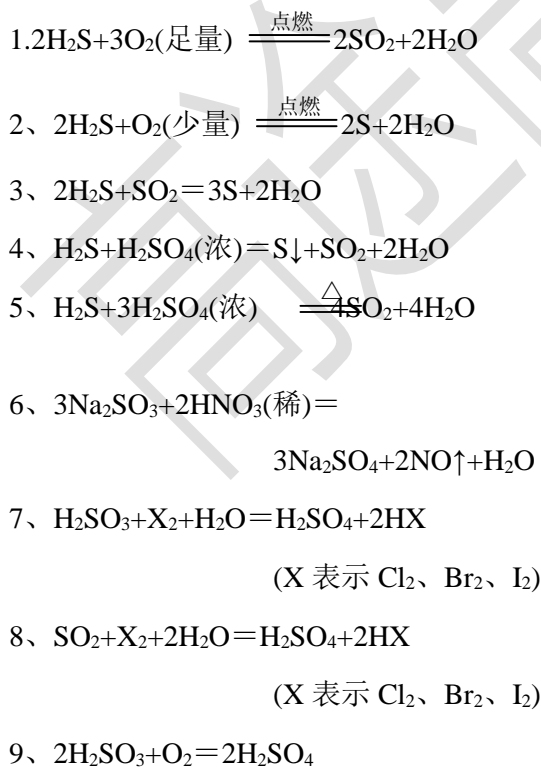 点燃
1.2H₂S+3O₂(足量) ══ 2SO₂+2H₂O
点燃
2、2H₂S+O₂(少量) ══ 2S+2H₂O
3、2H₂S+SO₂＝3S+2H₂O
4、H₂S+H₂SO₄(浓)＝S↓+SO₂+2H₂O
△
5、H₂S+3H₂SO₄(浓) ══ 4SO₂+4H₂O
6、3Na₂SO₃+2HNO₃(稀)＝
3Na₂SO₄+2NO↑+H₂O
7、H₂SO₃+X₂+H₂O＝H₂SO₄+2HX
(X 表示 Cl₂、Br₂、I₂)
8、SO₂+X₂+2H₂O＝H₂SO₄+2HX
(X 表示 Cl₂、Br₂、I₂)
9、2H₂SO₃+O₂＝2H₂SO₄
高途